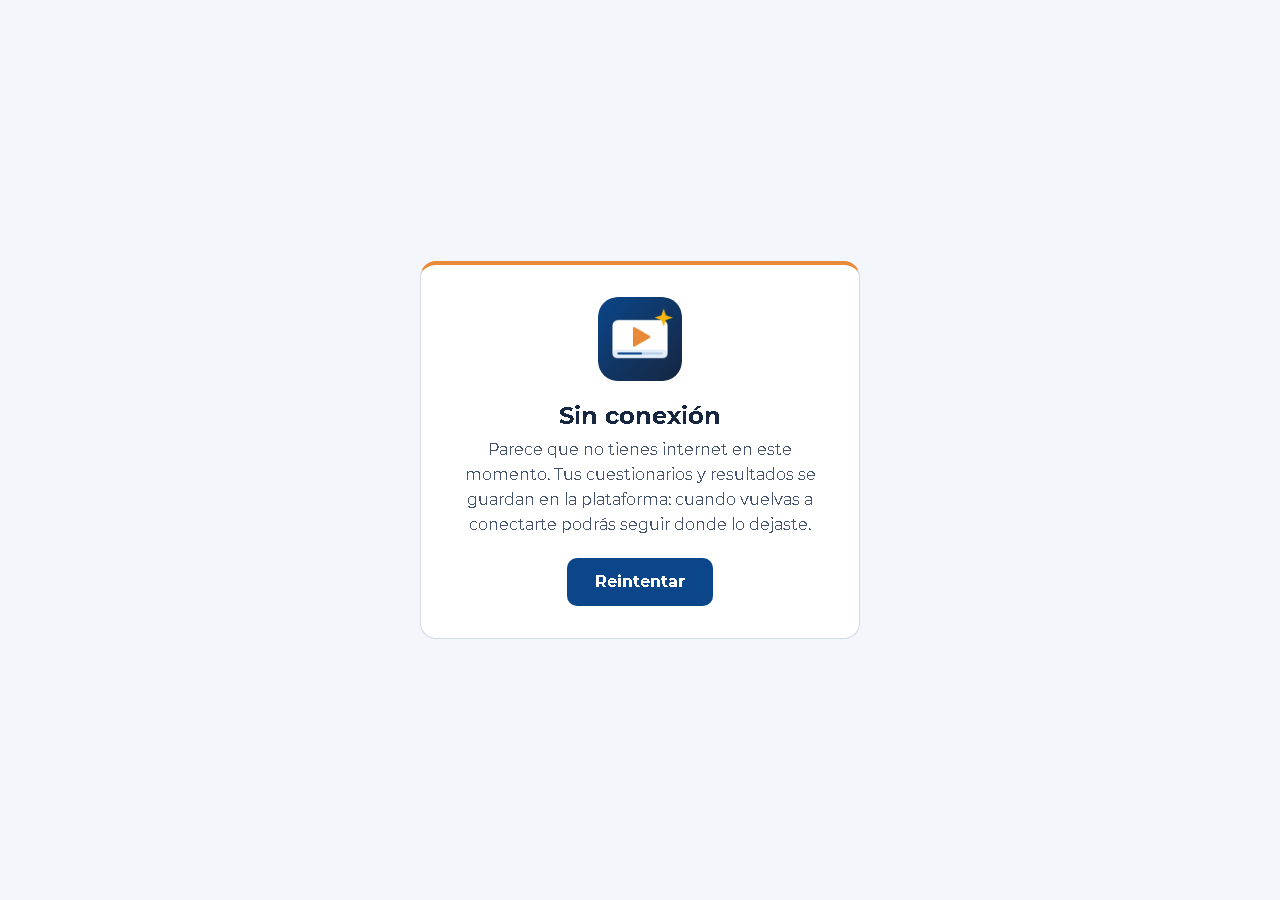 Sin conexión
Parece que no tienes internet en este
momento. Tus cuestionarios y resultados se
guardan en la plataforma: cuando vuelvas a
conectarte podrás seguir donde lo dejaste.
Reintentar